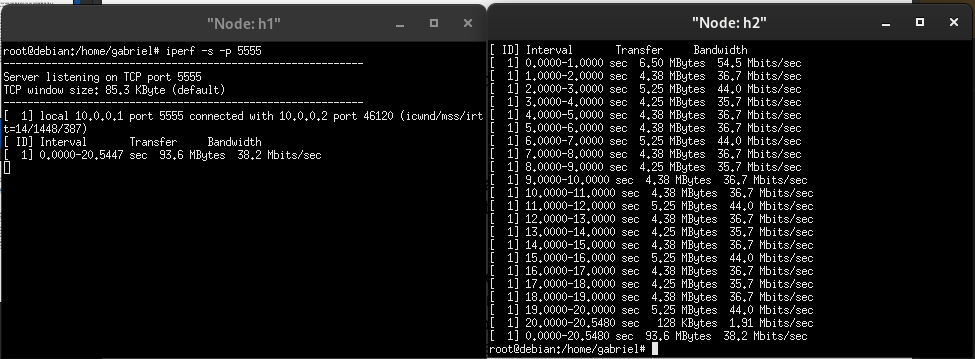 "Node: h1"
root@debian:/home/gabriel# iperf -s -p 5555
------------------------------------------------------------
Server listening on TCP port 5555
TCP window size: 85.3 KByte (default)
------------------------------------------------------------
[  1] local 10.0.0.1 port 5555 connected with 10.0.0.2 port 46120 (icwnd/mss/irt
t=14/1448/387)
[ ID] Interval       Transfer     Bandwidth
[  1] 0.0000-20.5447 sec  93.6 MBytes  38.2 Mbits/sec
"Node: h2"
[ ID] Interval       Transfer     Bandwidth
[  1] 0.0000-1.0000 sec  6.50 MBytes  54.5 Mbits/sec
[  1] 1.0000-2.0000 sec  4.38 MBytes  36.7 Mbits/sec
[  1] 2.0000-3.0000 sec  5.25 MBytes  44.0 Mbits/sec
[  1] 3.0000-4.0000 sec  4.25 MBytes  35.7 Mbits/sec
[  1] 4.0000-5.0000 sec  4.38 MBytes  36.7 Mbits/sec
[  1] 5.0000-6.0000 sec  4.38 MBytes  36.7 Mbits/sec
[  1] 6.0000-7.0000 sec  5.25 MBytes  44.0 Mbits/sec
[  1] 7.0000-8.0000 sec  4.38 MBytes  36.7 Mbits/sec
[  1] 8.0000-9.0000 sec  4.25 MBytes  35.7 Mbits/sec
[  1] 9.0000-10.0000 sec  4.38 MBytes  36.7 Mbits/sec
[  1] 10.0000-11.0000 sec  4.38 MBytes  36.7 Mbits/sec
[  1] 11.0000-12.0000 sec  5.25 MBytes  44.0 Mbits/sec
[  1] 12.0000-13.0000 sec  4.38 MBytes  36.7 Mbits/sec
[  1] 13.0000-14.0000 sec  4.25 MBytes  35.7 Mbits/sec
[  1] 14.0000-15.0000 sec  4.38 MBytes  36.7 Mbits/sec
[  1] 15.0000-16.0000 sec  5.25 MBytes  44.0 Mbits/sec
[  1] 16.0000-17.0000 sec  4.38 MBytes  36.7 Mbits/sec
[  1] 17.0000-18.0000 sec  4.25 MBytes  35.7 Mbits/sec
[  1] 18.0000-19.0000 sec  4.38 MBytes  36.7 Mbits/sec
[  1] 19.0000-20.0000 sec  5.25 MBytes  44.0 Mbits/sec
[  1] 20.0000-20.5480 sec   128 KBytes  1.91 Mbits/sec
[  1] 0.0000-20.5480 sec  93.6 MBytes  38.2 Mbits/sec
root@debian:/home/gabriel#